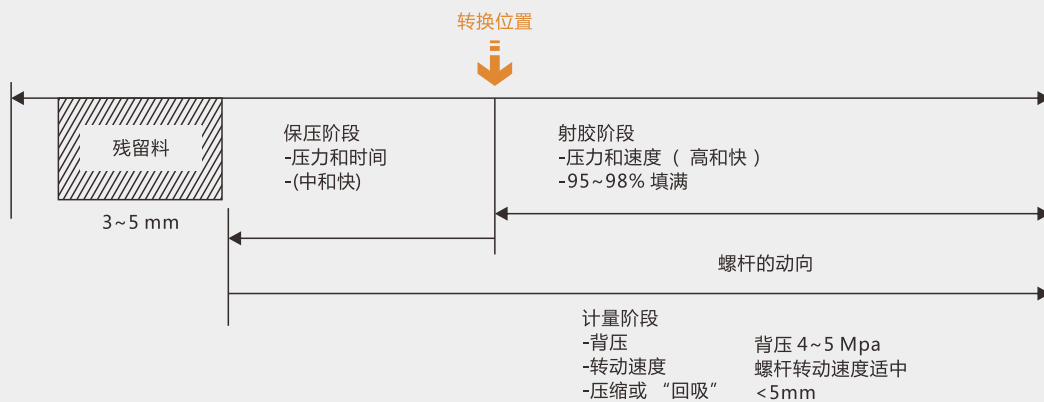 转换位置
残留料
3~5 mm
保压阶段
-压力和时间
-(中和快)
射胶阶段
-压力和速度 ( 高和快 )
-95~98% 填满
螺杆的动向
计量阶段
-背压
-转动速度
-压缩或 “回吸”
背压 4~5 Mpa
螺杆转动速度适中
<5mm